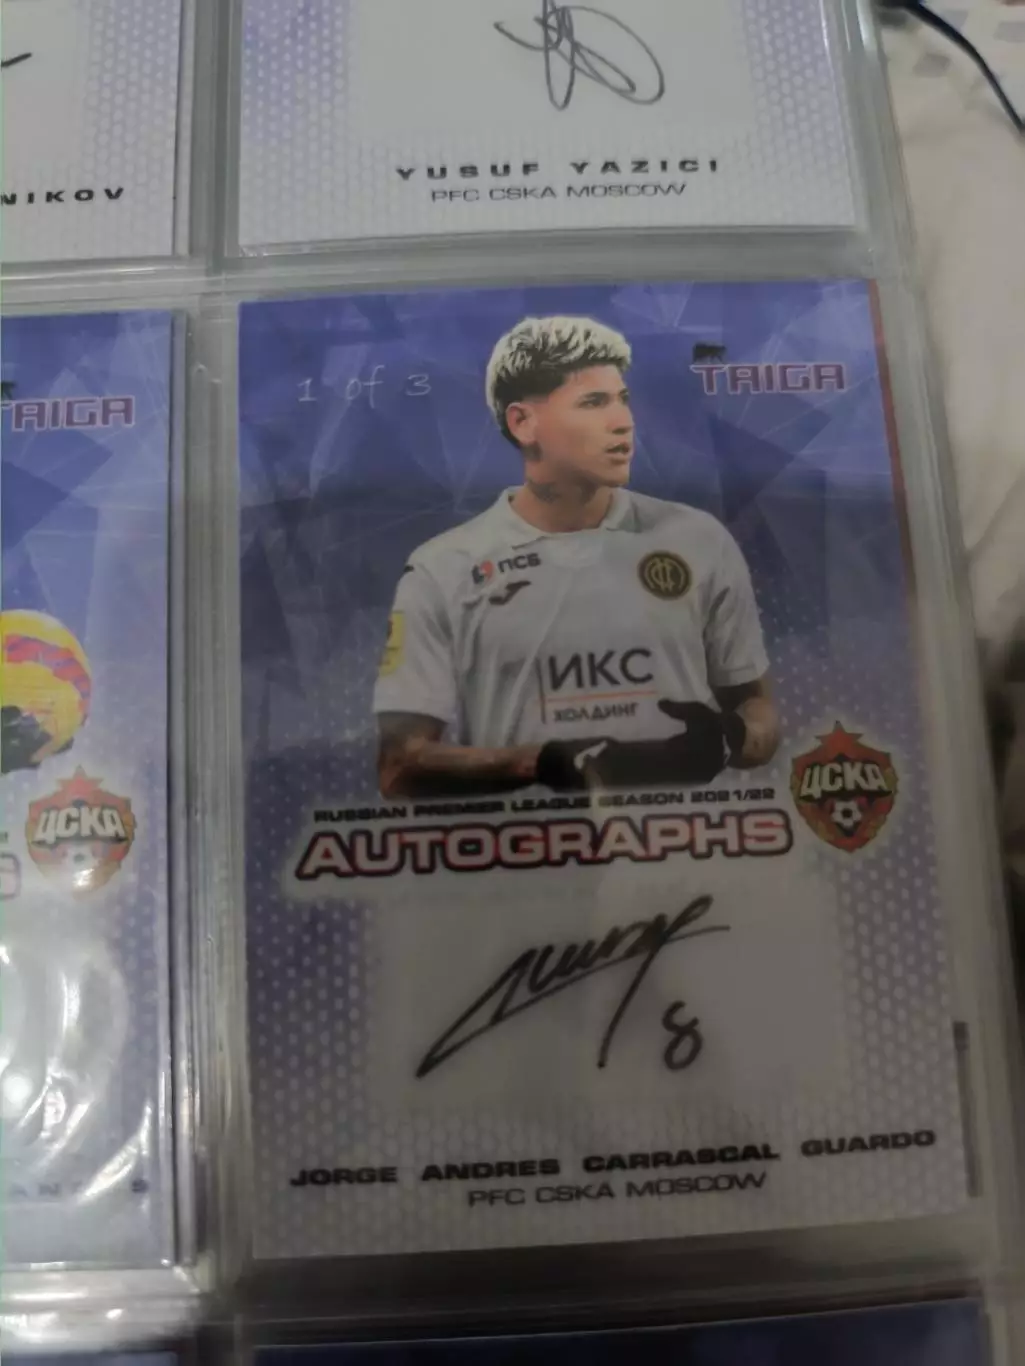 NIKOV
YUSUF YAZICI
PFC CSKA MOSCOW
TAIGA
ЦСКА
1 of 3
TAIGA
ПСБ
ИКС
ХОЛДИНГ
ЦСКА
RUSSIAN PREMIER LEAGUE SEASON 2021/22
AUTOGRAPHS
8
JORGE ANDRES CARRASCAL GUARDO
PFC CSKA MOSCOW